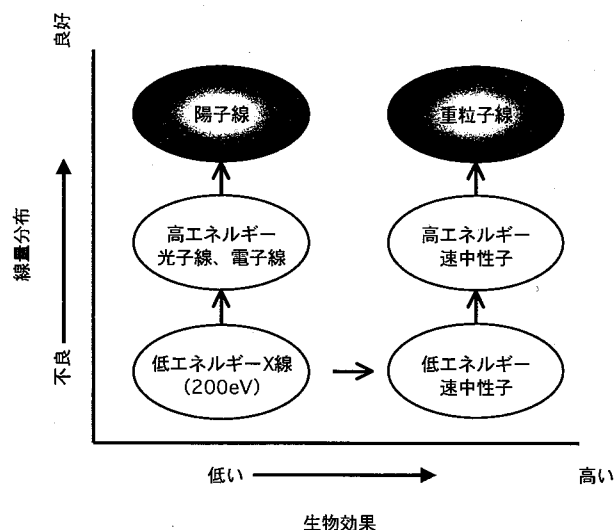 良好
陽子線
重粒子線
高エネルギー
光子線、電子線
高エネルギー
速中性子
線量分布
不良
低エネルギーX線
(200eV)
低エネルギー
速中性子
低い
高い
生物効果